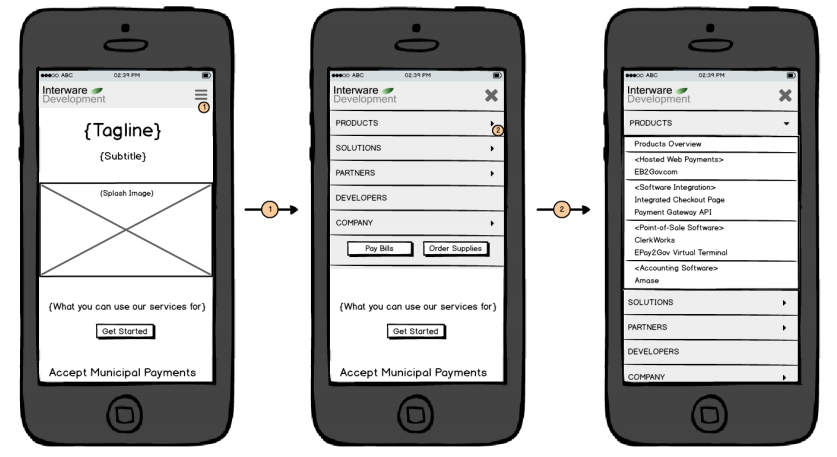 ABC 02:39 PM
Interware
Development
1
{Tagline}
{Subtitle}
(Splash Image)
{What you can use our services for}
Get Started
Accept Municipal Payments
1
ABC 02:39 PM
Interware
Development
PRODUCTS
2
SOLUTIONS
PARTNERS
DEVELOPERS
COMPANY
Pay Bills Order Supplies
{What you can use our services for}
Get Started
Accept Municipal Payments
2
ABC 02:39 PM
Interware
Development
PRODUCTS
Products Overview
<Hosted Web Payments>
EB2Gov.com
<Software Integration>
Integrated Checkout Page
Payment Gateway API
<Point-of-Sale Software>
ClerkWorks
EPay2Gov Virtual Terminal
<Accounting Software>
Amase
SOLUTIONS
PARTNERS
DEVELOPERS
COMPANY